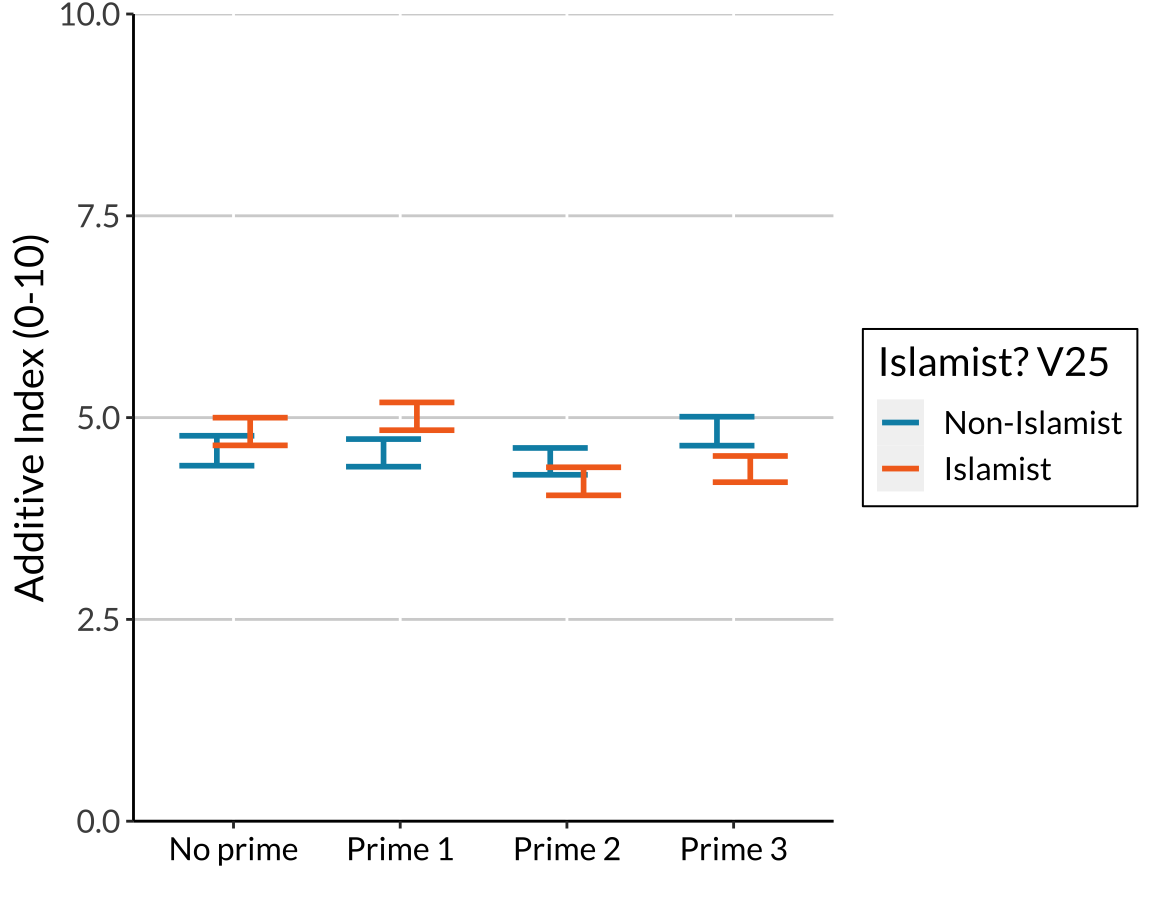 10.0
7.5
5.0
2.5
0.0
Additive Index (0-10)
No prime
Prime 1
Prime 2
Prime 3
Islamist? V25
Non-Islamist
Islamist